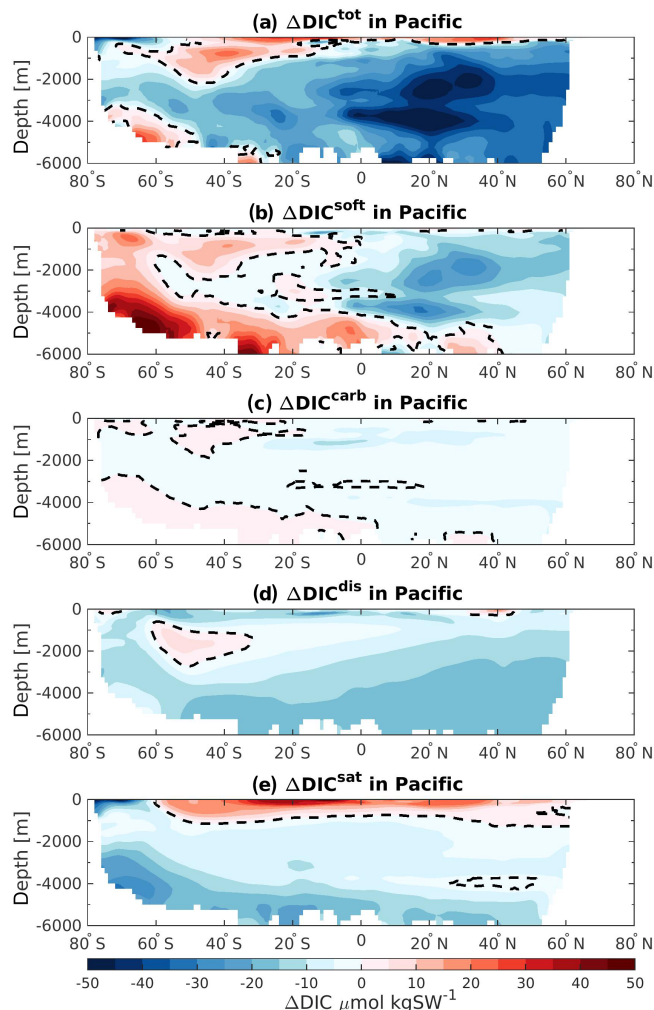 (a) ΔDIC^tot in Pacific
0
-2000
-4000
-6000
Depth [m]
80°S 60°S 40°S 20°S 0 20°N 40°N 60°N 80°N
(b) ΔDIC^soft in Pacific
0
-2000
-4000
-6000
Depth [m]
80°S 60°S 40°S 20°S 0 20°N 40°N 60°N 80°N
(c) ΔDIC^carb in Pacific
0
-2000
-4000
-6000
Depth [m]
80°S 60°S 40°S 20°S 0 20°N 40°N 60°N 80°N
(d) ΔDIC^dis in Pacific
0
-2000
-4000
-6000
Depth [m]
80°S 60°S 40°S 20°S 0 20°N 40°N 60°N 80°N
(e) ΔDIC^sat in Pacific
0
-2000
-4000
-6000
Depth [m]
80°S 60°S 40°S 20°S 0 20°N 40°N 60°N 80°N
-50 -40 -30 -20 -10 0 10 20 30 40 50
ΔDIC μmol kgSW⁻¹